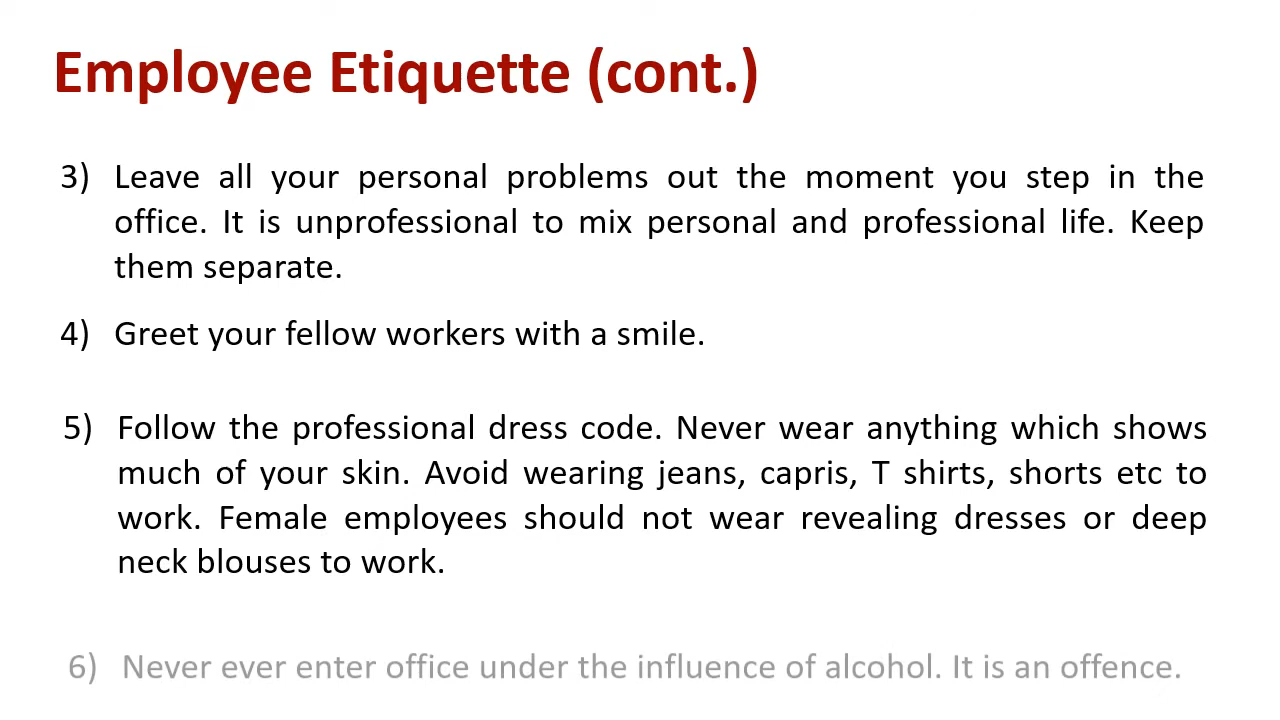 Employee Etiquette (cont.)
3) Leave all your personal problems out the moment you step in the
office. It is unprofessional to mix personal and professional life. Keep
them separate.
4) Greet your fellow workers with a smile.
5) Follow the professional dress code. Never wear anything which shows
much of your skin. Avoid wearing jeans, capris, T shirts, shorts etc to
work. Female employees should not wear revealing dresses or deep
neck blouses to work.
6) Never ever enter office under the influence of alcohol. It is an offence.